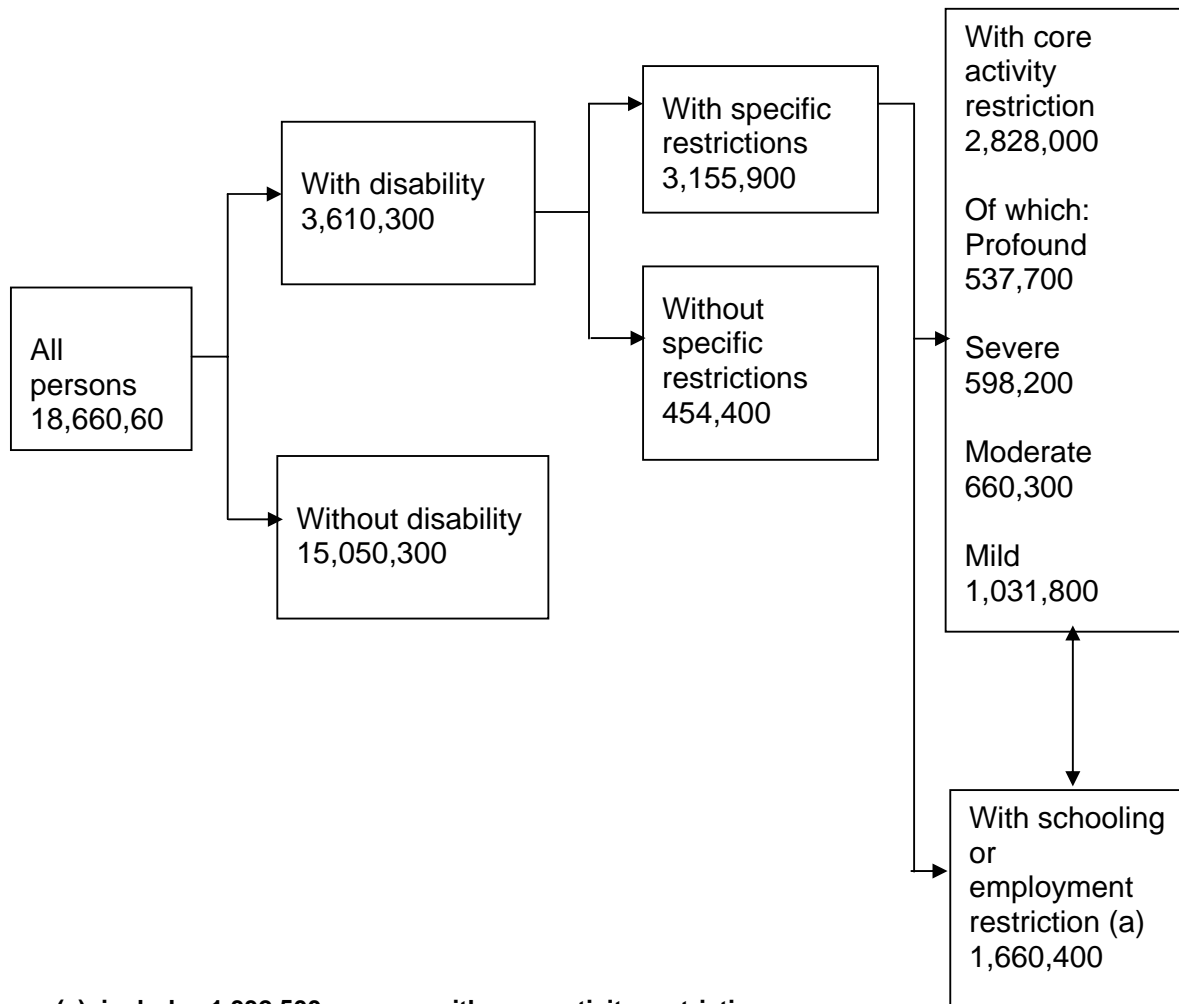 All
persons
18,660,60
With disability
3,610,300
Without disability
15,050,300
With specific
restrictions
3,155,900
Without
specific
restrictions
454,400
With core
activity
restriction
2,828,000
Of which:
Profound
537,700
Severe
598,200
Moderate
660,300
Mild
1,031,800
With schooling
or
employment
restriction (a)
1,660,400